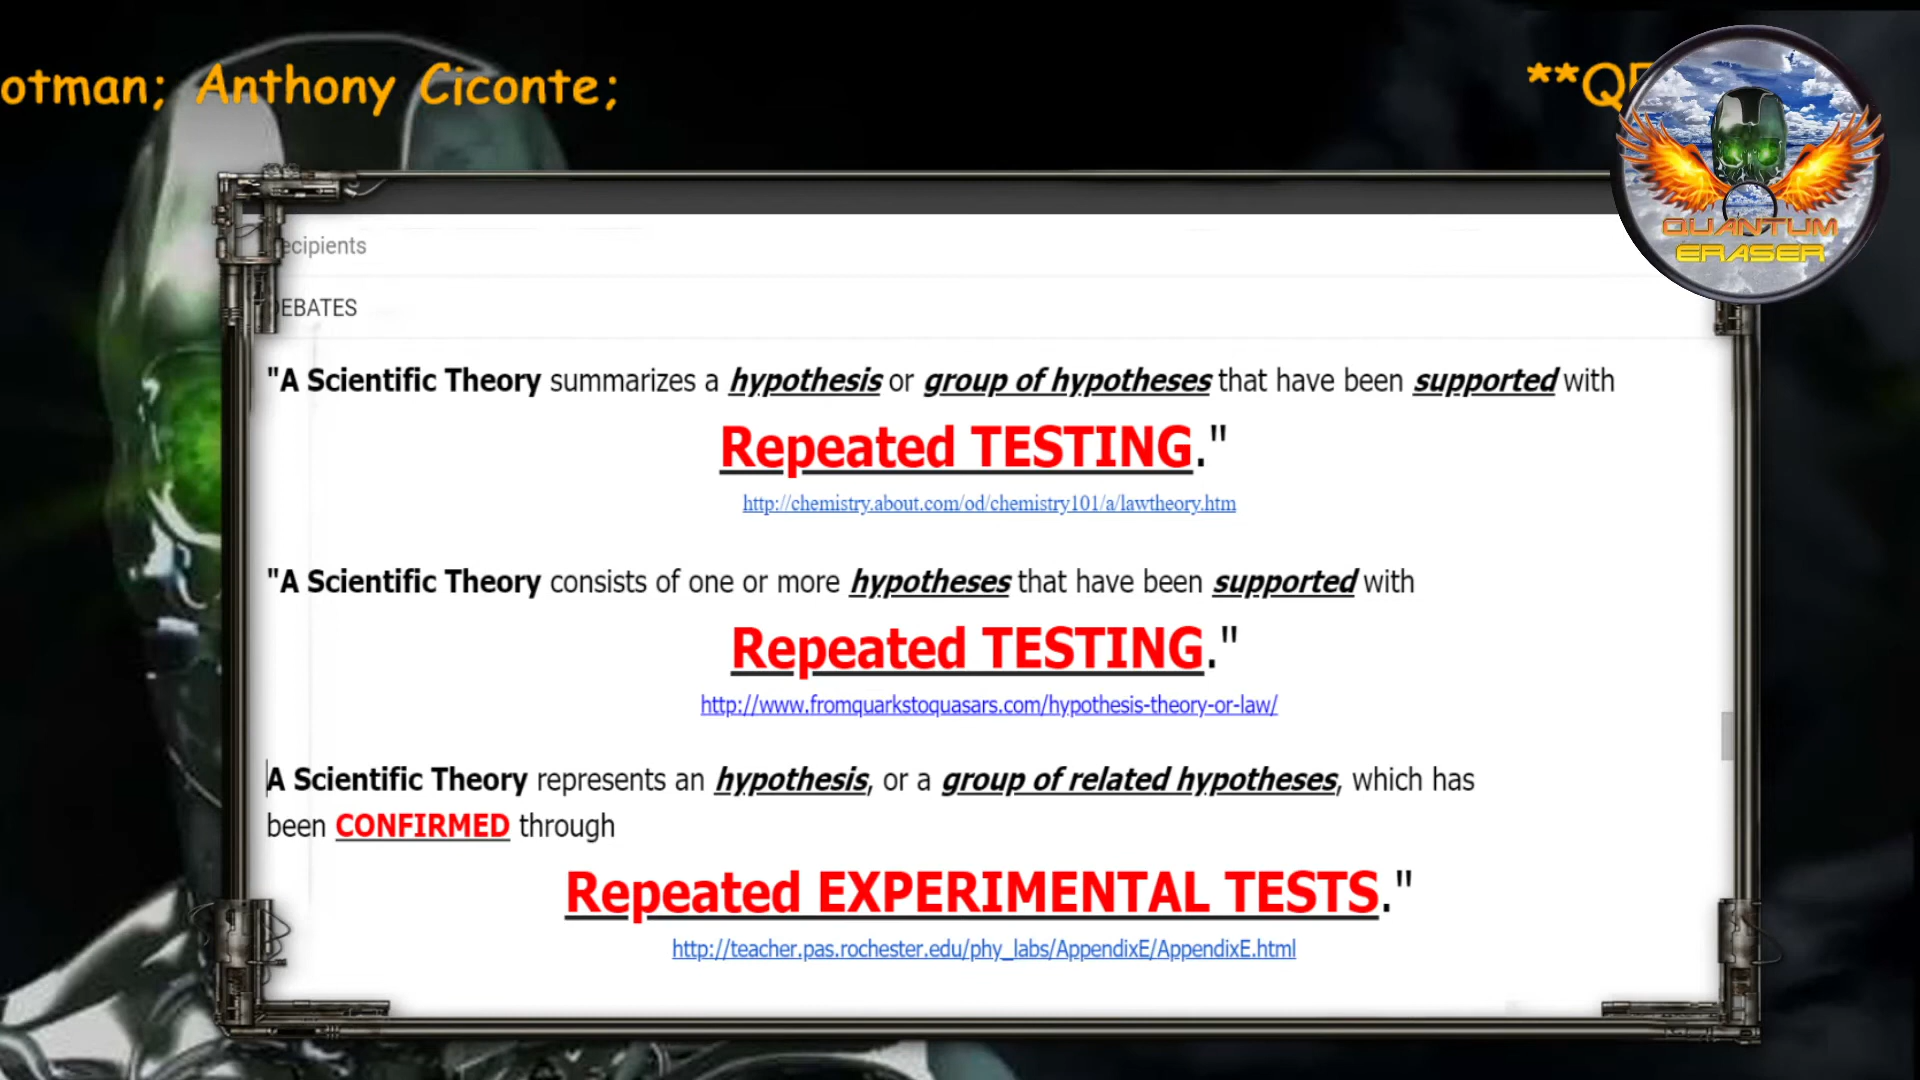 otman; Anthony Ciconte;
QUANTUM
ERASER
ecipients
DEBATES
"A Scientific Theory summarizes a hypothesis or group of hypotheses that have been supported with
Repeated TESTING."
http://chemistry.about.com/od/chemistry101/a/lawtheory.htm
"A Scientific Theory consists of one or more hypotheses that have been supported with
Repeated TESTING."
http://www.fromquarkstoquasars.com/hypothesis-theory-or-law/
A Scientific Theory represents an hypothesis, or a group of related hypotheses, which has
been CONFIRMED through
Repeated EXPERIMENTAL TESTS."
http://teacher.pas.rochester.edu/phy_labs/AppendixE/AppendixE.html